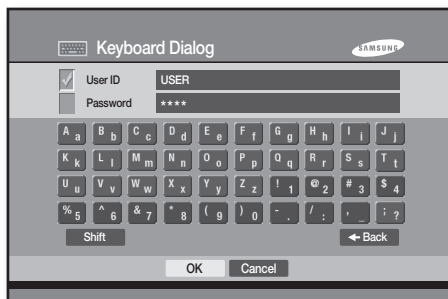 Keyboard Dialog SAMSUNG
User ID USER
Password ****
A a B b C c D d E e F f G g H h I i J j
K k L l M m N n O o P p Q q R r S s T t
U u V v W w X x Y y Z z ! 1 @ 2 # 3 $ 4
% 5 ^ 6 & 7 * 8 ( 9 ) 0 - . / : ' _ ; ?
Shift Back
OK Cancel